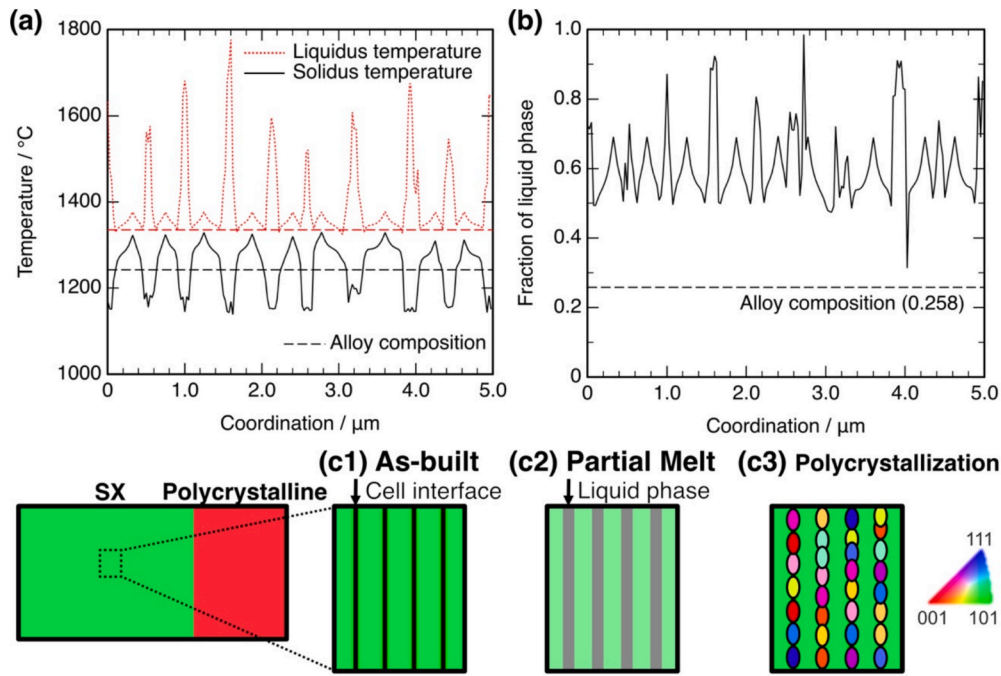 (a)
1800
1600
1400
1200
1000
Temperature / °C
Liquidus temperature
Solidus temperature
Alloy composition
0 1.0 2.0 3.0 4.0 5.0
Coordination / μm
(b)
1.0
0.8
0.6
0.4
0.2
0
Fraction of liquid phase
Alloy composition (0.258)
0 1.0 2.0 3.0 4.0 5.0
Coordination / μm
SX Polycrystalline
(c1) As-built
Cell interface
(c2) Partial Melt
Liquid phase
(c3) Polycrystallization
111
001 101